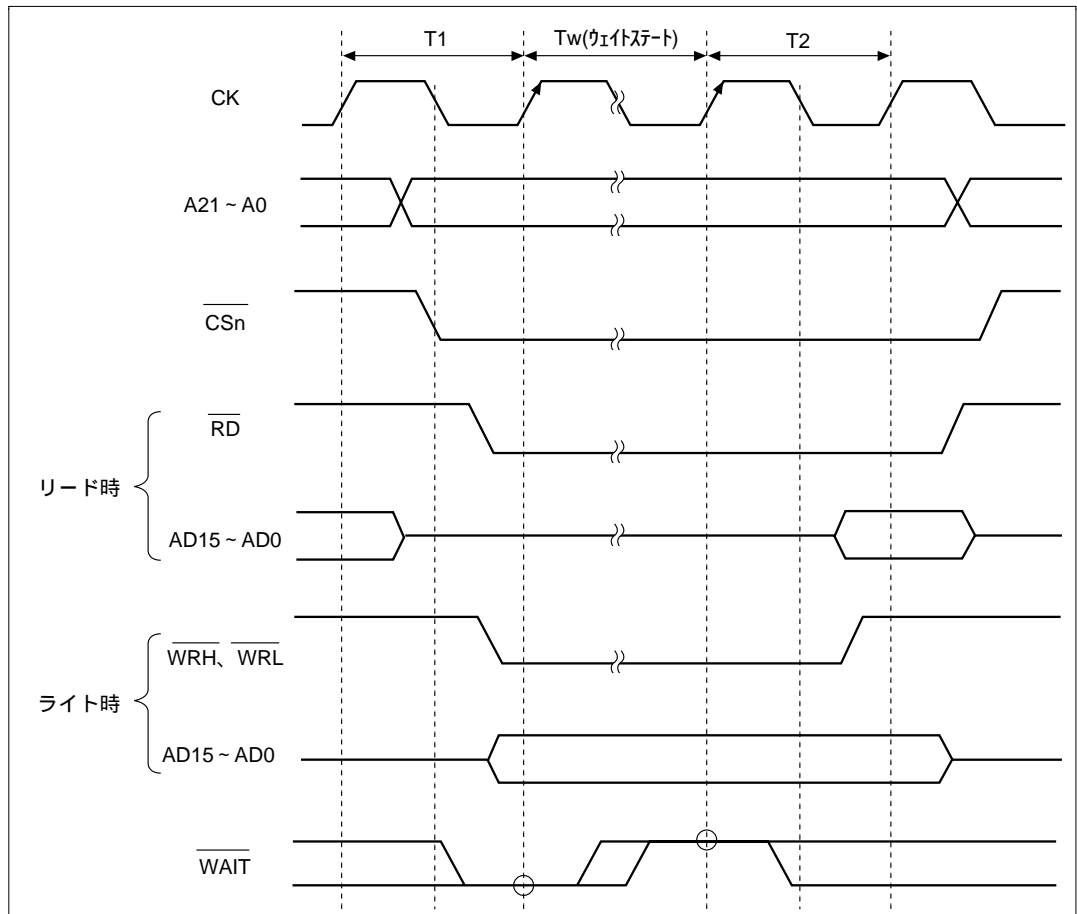 T1
Tw(ｳｪｲﾄｽﾃｰﾄ)
T2
CK
A21 ~ A0
CSn
リード時
RD
AD15 ~ AD0
ライト時
WRH、WRL
AD15 ~ AD0
WAIT